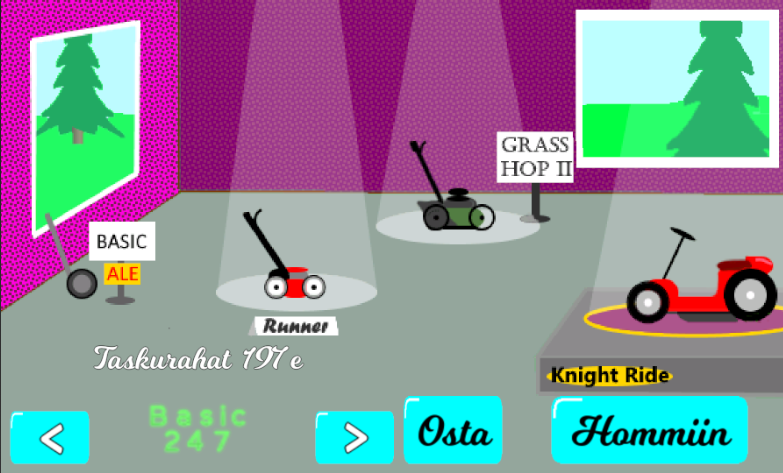 GRASS
HOP II
BASIC
ALE
Runner
Taskurahat 197 e
Knight Ride
Basic
247
<
>
Osta
Hommiin